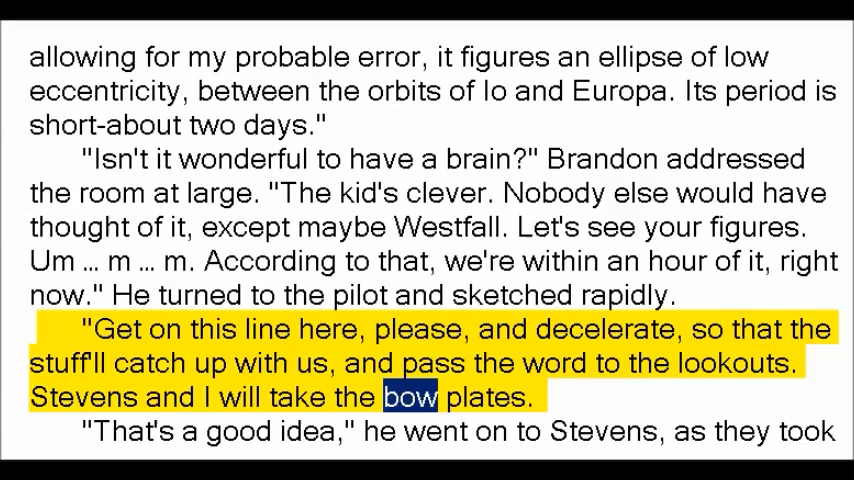 allowing for my probable error, it figures an ellipse of low
eccentricity, between the orbits of Io and Europa. Its period is
short-about two days."
"Isn't it wonderful to have a brain?" Brandon addressed
the room at large. "The kid's clever. Nobody else would have
thought of it, except maybe Westfall. Let's see your figures.
Um ... m ... m. According to that, we're within an hour of it, right
now." He turned to the pilot and sketched rapidly.
"Get on this line here, please, and decelerate, so that the
stuff'll catch up with us, and pass the word to the lookouts.
Stevens and I will take the bow plates.
"That's a good idea," he went on to Stevens, as they took